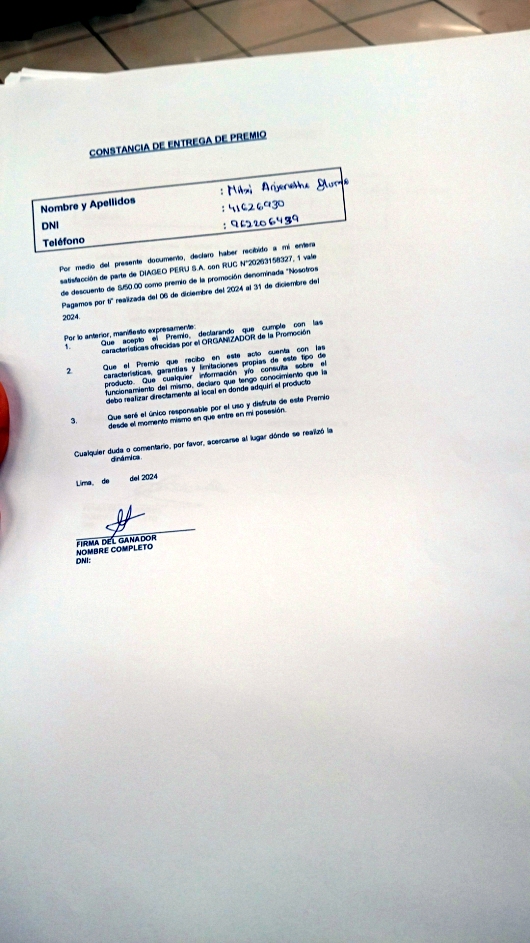 CONSTANCIA DE ENTREGA DE PREMIO
Nombre y Apellidos : Mitxi
DNI : 41626930
Teléfono : 962206439
Por medio del presente documento, declaro haber recibido a mi entera
satisfacción de parte de DIAGEO PERU S.A. con RUC N°20263158327, 1 vale
de descuento de S/50.00 como premio de la promoción denominada "Nosotros
Pagamos por ti" realizada del 06 de diciembre del 2024 al 31 de diciembre del
2024.
Por lo anterior, manifiesto expresamente:
1. Que acepto el Premio, declarando que cumple con las
características ofrecidas por el ORGANIZADOR de la Promoción
2. Que el Premio que recibo en este acto cuenta con las
características, garantías y limitaciones propias de este tipo de
producto. Que cualquier información y/o consulta sobre el
funcionamiento del mismo, declaro que tengo conocimiento que la
debo realizar directamente al local en donde adquirí el producto
3. Que seré el único responsable por el uso y disfrute de este Premio
desde el momento mismo en que entre en mi posesión.
Cualquier duda o comentario, por favor, acercarse al lugar dónde se realizó la
dinámica.
Lima, de del 2024
FIRMA DEL GANADOR
NOMBRE COMPLETO
DNI: